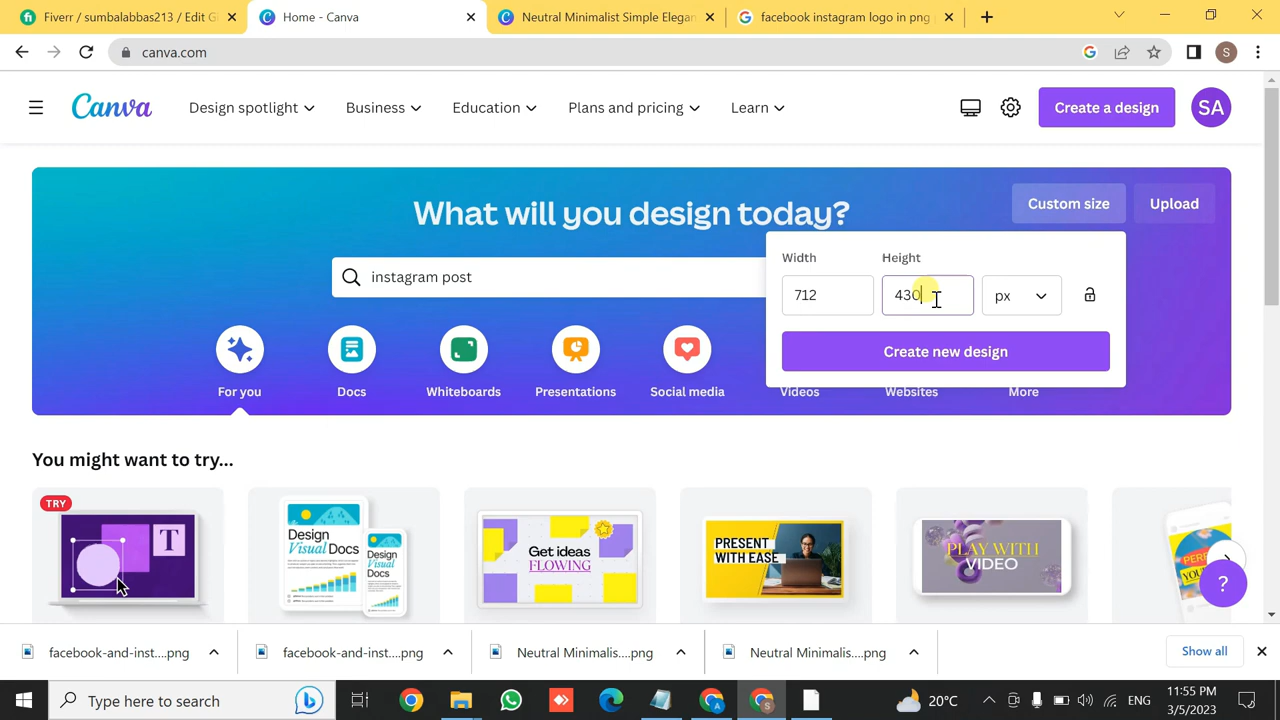 Fiverr / sumbalabbas213 / Edit G
Home - Canva
Neutral Minimalist Simple Elegan
facebook instagram logo in png
canva.com
S
Canva
Design spotlight
Business
Education
Plans and pricing
Learn
Create a design
SA
What will you design today?
Custom size
Upload
instagram post
Width
Height
712
430
px
Create new design
For you
Docs
Whiteboards
Presentations
Social media
Videos
Websites
More
You might want to try...
TRY
T
Design
Visual Docs
Design
Visual
Docs
Get ideas
FLOWING
PRESENT
WITH EASE
PLAY WITH
VIDEO
?
facebook-and-inst....png
facebook-and-inst....png
Neutral Minimalis....png
Neutral Minimalis....png
Show all
Type here to search
A
S
20°C
ENG
11:55 PM
3/5/2023